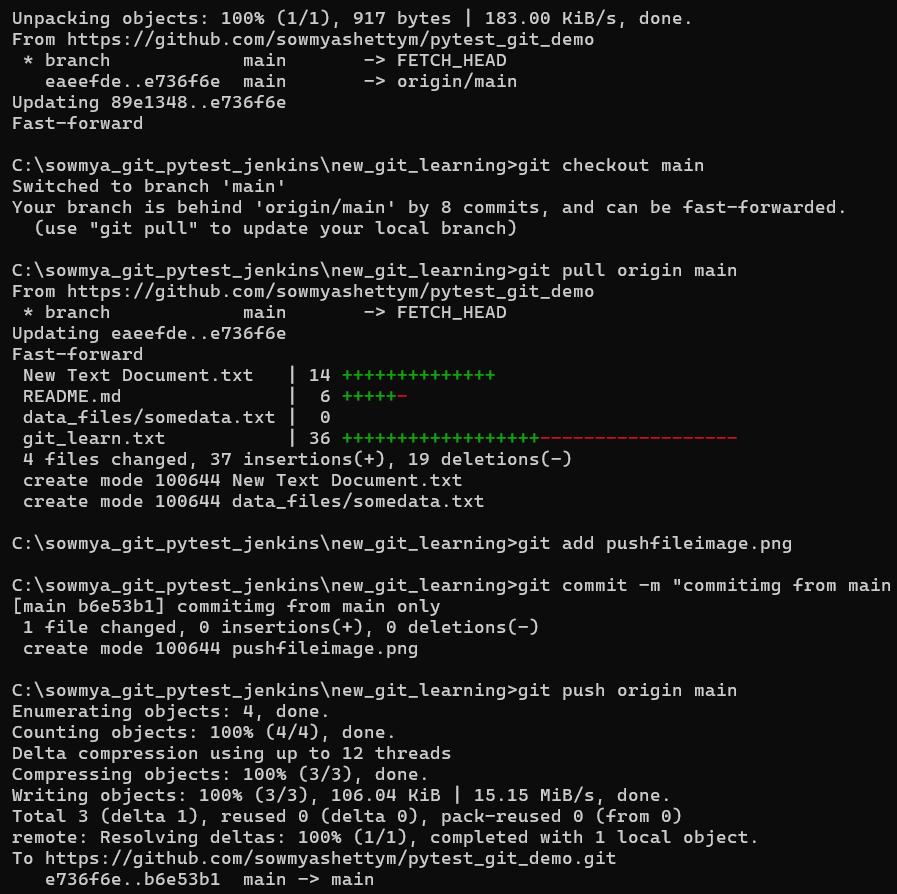 Unpacking objects: 100% (1/1), 917 bytes | 183.00 KiB/s, done.
From https://github.com/sowmyashettym/pytest_git_demo
 * branch            main       -> FETCH_HEAD
   eaeefde..e736f6e  main       -> origin/main
Updating 89e1348..e736f6e
Fast-forward
C:\sowmya_git_pytest_jenkins\new_git_learning>git checkout main
Switched to branch 'main'
Your branch is behind 'origin/main' by 8 commits, and can be fast-forwarded.
  (use "git pull" to update your local branch)
C:\sowmya_git_pytest_jenkins\new_git_learning>git pull origin main
From https://github.com/sowmyashettym/pytest_git_demo
 * branch            main       -> FETCH_HEAD
Updating eaeefde..e736f6e
Fast-forward
 New Text Document.txt   | 14 ++++++++++++++
 README.md               |  6 +++++-
 data_files/somedata.txt |  0
 git_learn.txt           | 36 ++++++++++++++++++------------------
 4 files changed, 37 insertions(+), 19 deletions(-)
 create mode 100644 New Text Document.txt
 create mode 100644 data_files/somedata.txt
C:\sowmya_git_pytest_jenkins\new_git_learning>git add pushfileimage.png
C:\sowmya_git_pytest_jenkins\new_git_learning>git commit -m "commitimg from main
[main b6e53b1] commitimg from main only
 1 file changed, 0 insertions(+), 0 deletions(-)
 create mode 100644 pushfileimage.png
C:\sowmya_git_pytest_jenkins\new_git_learning>git push origin main
Enumerating objects: 4, done.
Counting objects: 100% (4/4), done.
Delta compression using up to 12 threads
Compressing objects: 100% (3/3), done.
Writing objects: 100% (3/3), 106.04 KiB | 15.15 MiB/s, done.
Total 3 (delta 1), reused 0 (delta 0), pack-reused 0 (from 0)
remote: Resolving deltas: 100% (1/1), completed with 1 local object.
To https://github.com/sowmyashettym/pytest_git_demo.git
   e736f6e..b6e53b1  main -> main